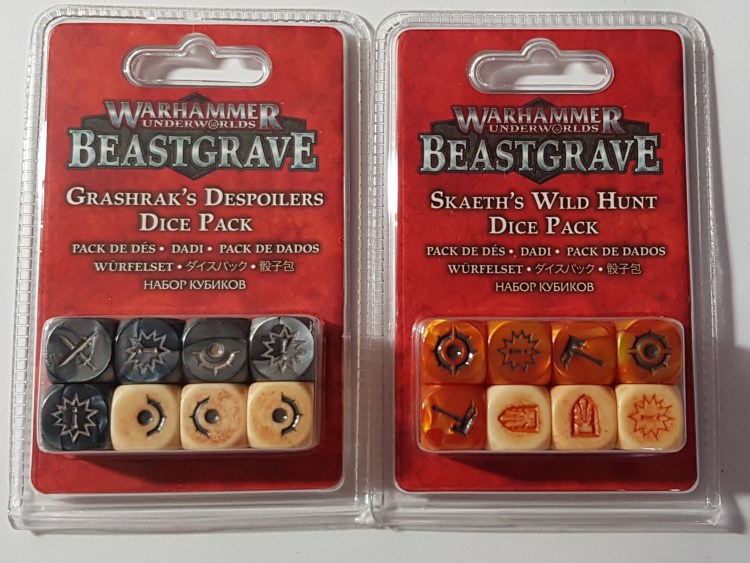 WARHAMMER
UNDERWORLDS
BEASTGRAVE
GRASHRAK'S DESPOILERS
DICE PACK
PACK DE DÉS • DADI • PACK DE DADOS
WÜRFELSET • ダイスパック • 骰子包
НАБОР КУБИКОВ
WARHAMMER
UNDERWORLDS
BEASTGRAVE
SKAETH'S WILD HUNT
DICE PACK
PACK DE DÉS • DADI • PACK DE DADOS
WÜRFELSET • ダイスパック • 骰子包
НАБОР КУБИКОВ